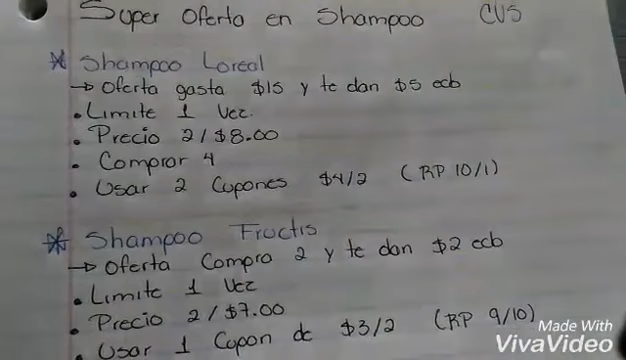 Super Oferta en Shampoo CVS
* Shampoo Loreal
→ Oferta gasta $15 y te dan $5 ecb
• Limite 1 Vez.
• Precio 2/$8.00
• Comprar 4
• Usar 2 Cupones $4/2 (RP 10/1)
* Shampoo Fructis
→ Oferta Compra 2 y te dan $2 ecb
• Limite 1 Vez
• Precio 2/$7.00
• Usar 1 Cupon de $3/2 (RP 9/10)
Made With
VivaVideo